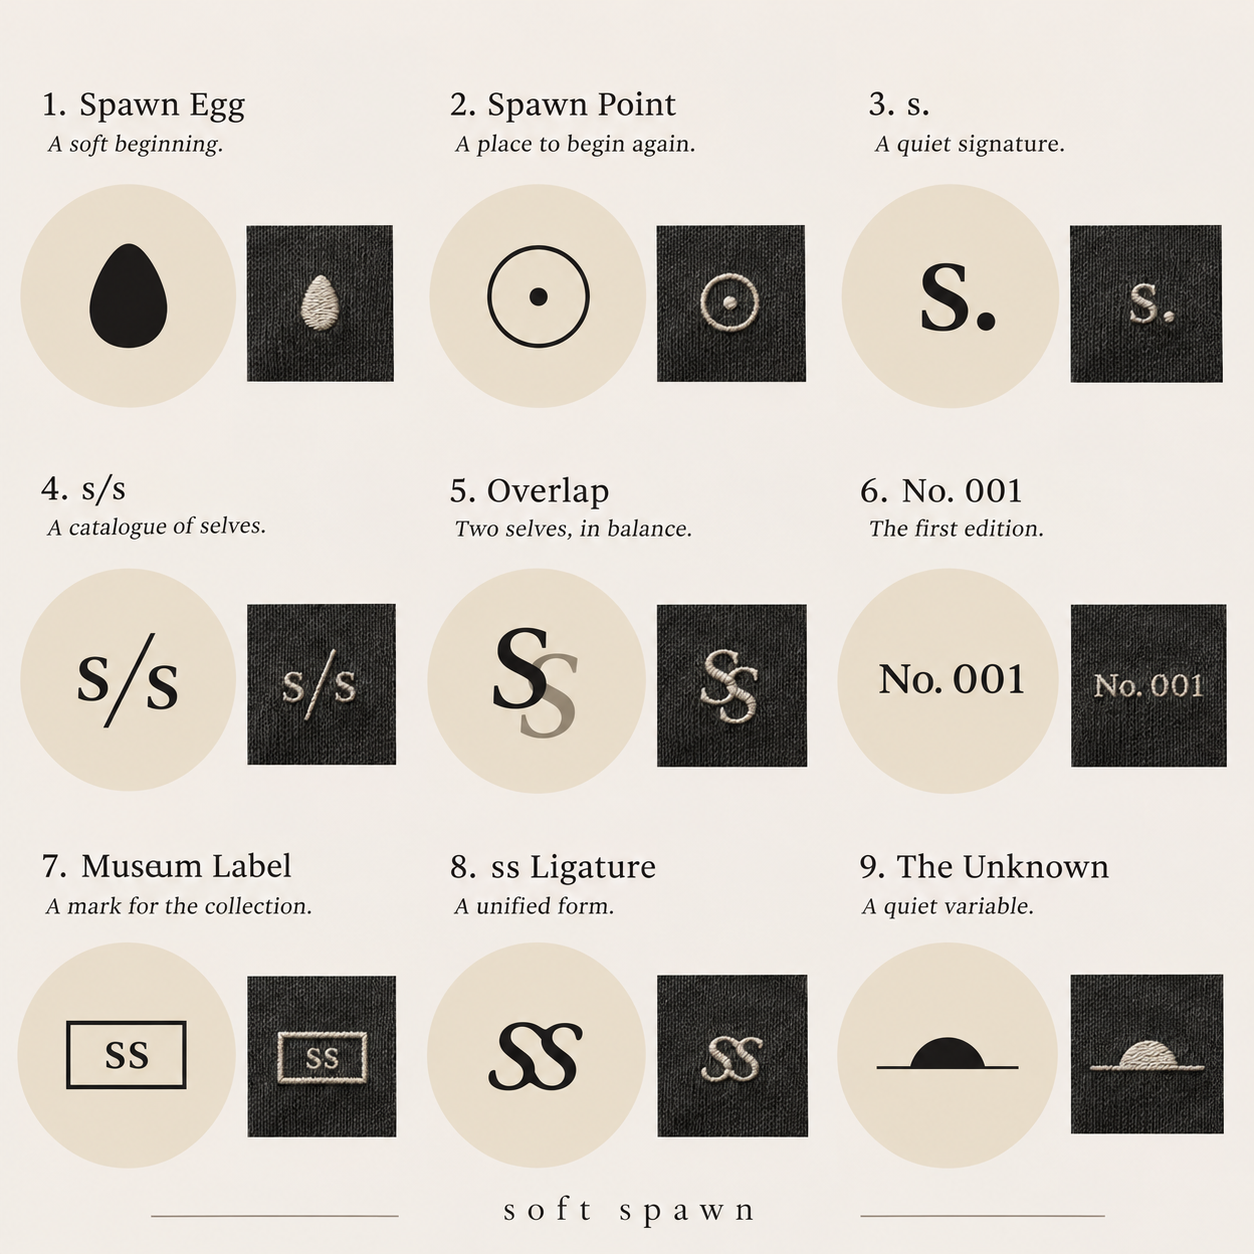 1. Spawn Egg
A soft beginning.
2. Spawn Point
A place to begin again.
3. s.
A quiet signature.
S.
s.
4. s/s
A catalogue of selves.
s/s
s/s
5. Overlap
Two selves, in balance.
S S
S S
6. No. 001
The first edition.
No. 001
No. 001
7. Museum Label
A mark for the collection.
ss
ss
8. ss Ligature
A unified form.
ss
ss
9. The Unknown
A quiet variable.
soft spawn